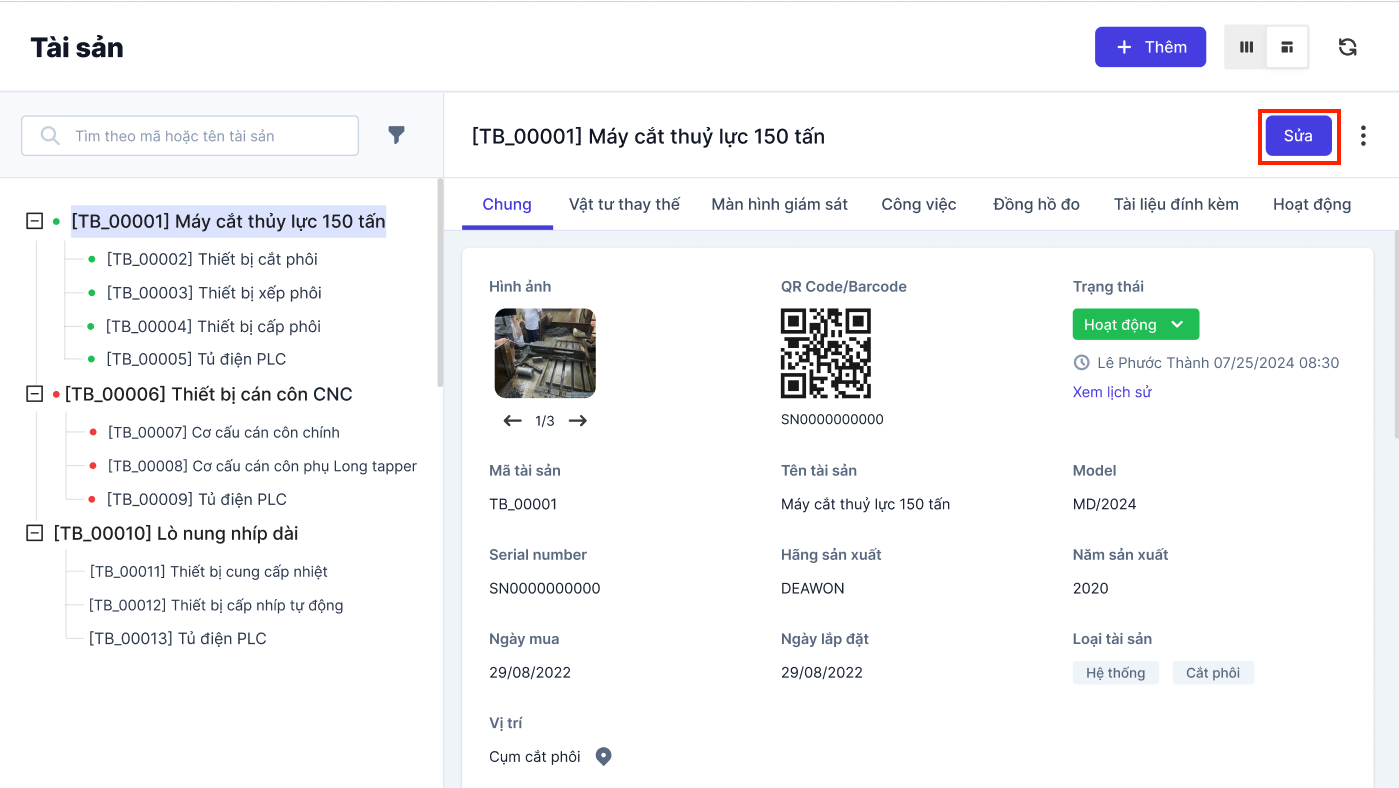 Tài sản
Thêm
Tìm theo mã hoặc tên tài sản
[TB_00001] Máy cắt thủy lực 150 tấn
[TB_00002] Thiết bị cắt phôi
[TB_00003] Thiết bị xếp phôi
[TB_00004] Thiết bị cấp phôi
[TB_00005] Tủ điện PLC
[TB_00006] Thiết bị cán côn CNC
[TB_00007] Cơ cấu cán côn chính
[TB_00008] Cơ cấu cán côn phụ Long tapper
[TB_00009] Tủ điện PLC
[TB_00010] Lò nung nhíp dài
[TB_00011] Thiết bị cung cấp nhiệt
[TB_00012] Thiết bị cấp nhíp tự động
[TB_00013] Tủ điện PLC
[TB_00001] Máy cắt thuỷ lực 150 tấn
Sửa
Chung Vật tư thay thế Màn hình giám sát Công việc Đồng hồ đo Tài liệu đính kèm Hoạt động
Hình ảnh QR Code/Barcode Trạng thái
Hoạt động
Lê Phước Thành 07/25/2024 08:30
Xem lịch sử
1/3 SN0000000000
Mã tài sản Tên tài sản Model
TB_00001 Máy cắt thuỷ lực 150 tấn MD/2024
Serial number Hãng sản xuất Năm sản xuất
SN0000000000 DEAWON 2020
Ngày mua Ngày lắp đặt Loại tài sản
29/08/2022 29/08/2022 Hệ thống Cắt phôi
Vị trí
Cụm cắt phôi